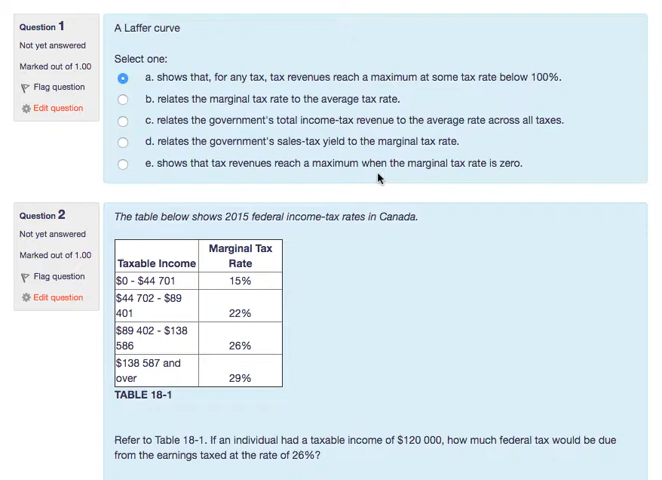 Question 1
Not yet answered
Marked out of 1.00
Flag question
Edit question
A Laffer curve
Select one:
a. shows that, for any tax, tax revenues reach a maximum at some tax rate below 100%.
b. relates the marginal tax rate to the average tax rate.
c. relates the government's total income-tax revenue to the average rate across all taxes.
d. relates the government's sales-tax yield to the marginal tax rate.
e. shows that tax revenues reach a maximum when the marginal tax rate is zero.
Question 2
Not yet answered
Marked out of 1.00
Flag question
Edit question
The table below shows 2015 federal income-tax rates in Canada.
Taxable Income
Marginal Tax
Rate
$0 - $44 701
15%
$44 702 - $89
401
22%
$89 402 - $138
586
26%
$138 587 and
over
29%
TABLE 18-1
Refer to Table 18-1. If an individual had a taxable income of $120 000, how much federal tax would be due
from the earnings taxed at the rate of 26%?